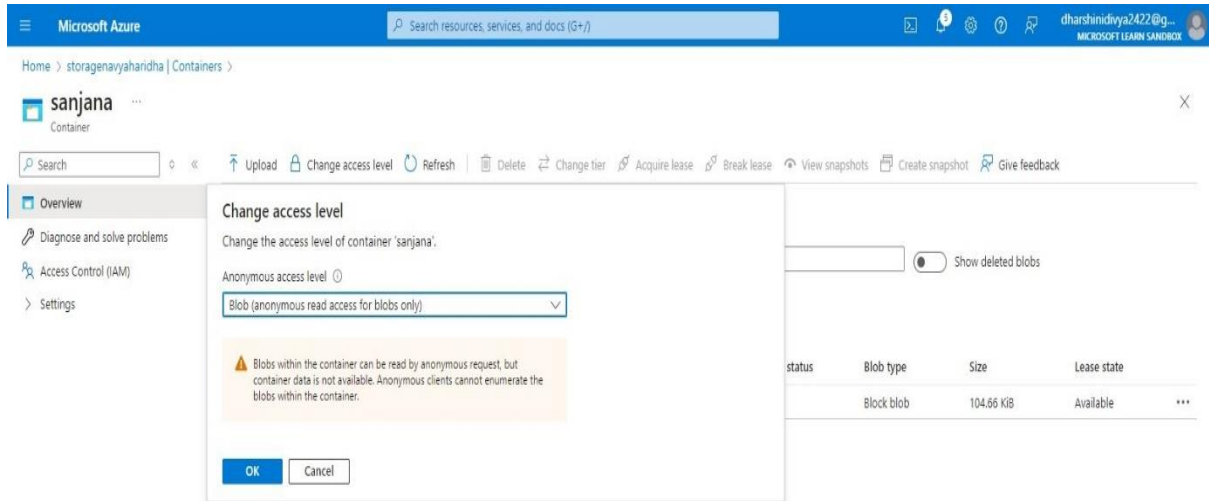 Microsoft Azure
Search resources, services, and docs (G+/)
5
dharshinidivya2422@g...
MICROSOFT LEARN SANDBOX
Home > storagenavyaharidha | Containers >
sanjana ...
Container
Search
Upload Change access level Refresh Delete Change tier Acquire lease Break lease View snapshots Create snapshot Give feedback
Overview
Diagnose and solve problems
Access Control (IAM)
Settings
Change access level
Change the access level of container 'sanjana'.
Anonymous access level
Blob (anonymous read access for blobs only)
Blobs within the container can be read by anonymous request, but
container data is not available. Anonymous clients cannot enumerate the
blobs within the container.
OK Cancel
Show deleted blobs
status Blob type Size Lease state
Block blob 104.66 KiB Available ...